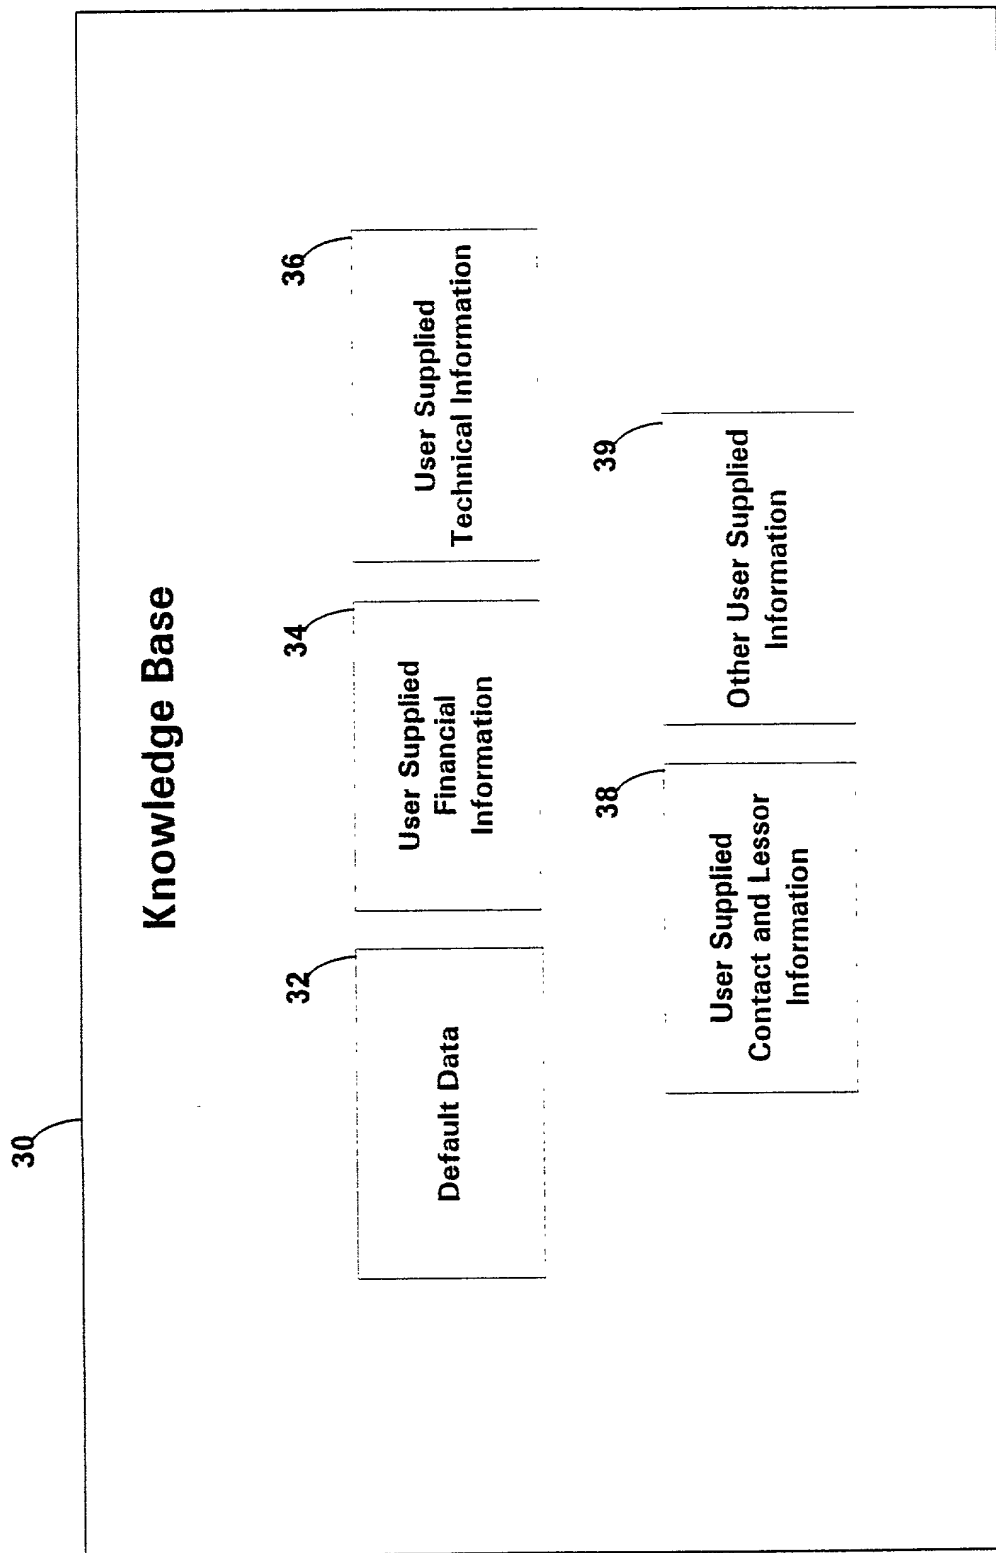 30
Knowledge Base
32
Default Data
34
User Supplied
Financial
Information
36
User Supplied
Technical Information
38
User Supplied
Contact and Lessor
Information
39
Other User Supplied
Information